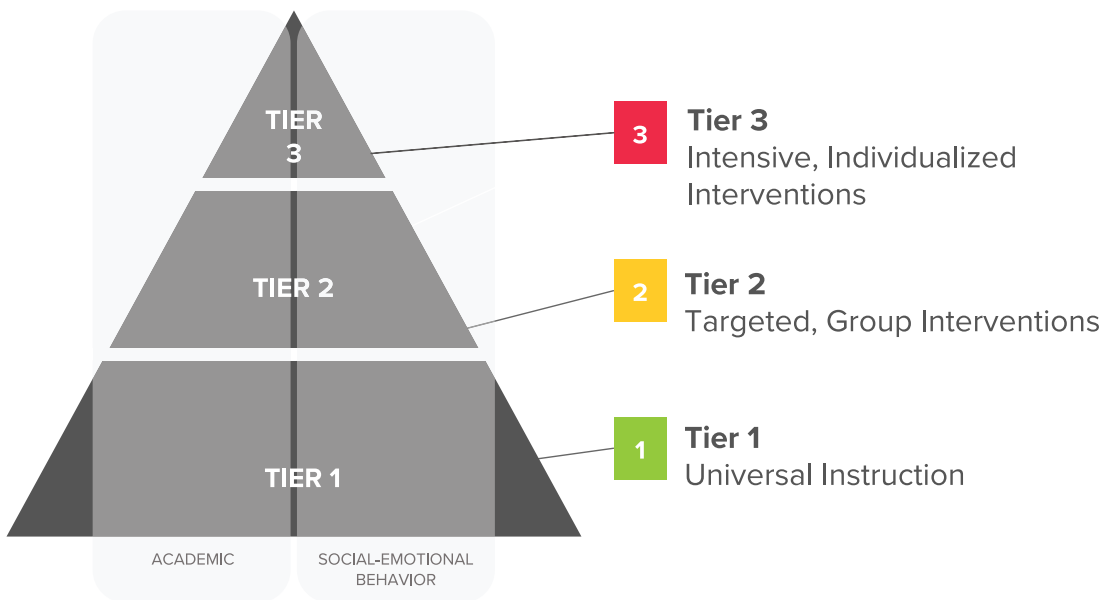 TIER
3
TIER 2
TIER 1
ACADEMIC
SOCIAL-EMOTIONAL
BEHAVIOR
3
Tier 3
Intensive, Individualized
Interventions
2
Tier 2
Targeted, Group Interventions
1
Tier 1
Universal Instruction